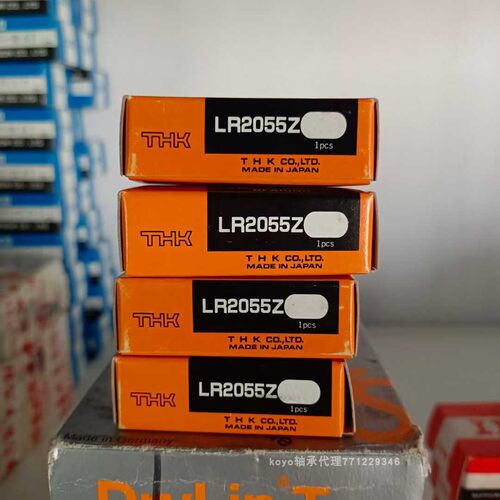 THK
LR2055Z
1pcs
T H K CO.,LTD.
MADE IN JAPAN
THK
LR2055Z
1pcs
T H K CO.,LTD.
MADE IN JAPAN
THK
LR2055Z
1pcs
T H K CO.,LTD.
MADE IN JAPAN
THK
LR2055Z
1pcs
T H K CO.,LTD.
MADE IN JAPAN
Made in Germany
koyo轴承代理771229346
DryLin T